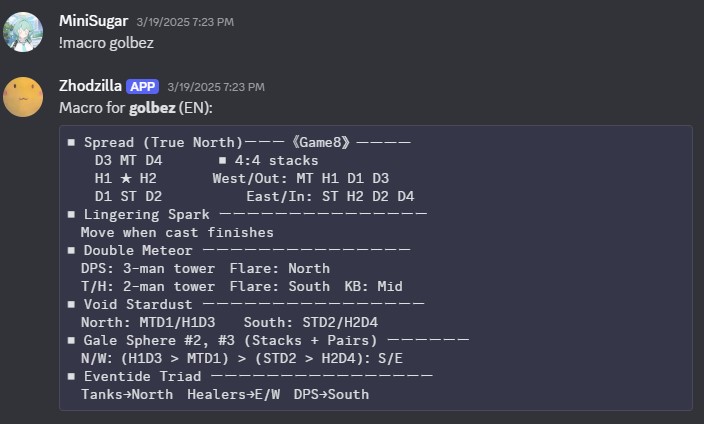 MiniSugar 3/19/2025 7:23 PM
!macro golbez
Zhodzilla APP 3/19/2025 7:23 PM
Macro for golbez (EN):
■ Spread (True North)───《Game8》────
D3 MT D4 ■ 4:4 stacks
H1 ★ H2 West/Out: MT H1 D1 D3
D1 ST D2 East/In: ST H2 D2 D4
■ Lingering Spark ───────────────
Move when cast finishes
■ Double Meteor ───────────────
DPS: 3-man tower Flare: North
T/H: 2-man tower Flare: South KB: Mid
■ Void Stardust ────────────────
North: MTD1/H1D3 South: STD2/H2D4
■ Gale Sphere #2, #3 (Stacks + Pairs) ──────
N/W: (H1D3 > MTD1) > (STD2 > H2D4): S/E
■ Eventide Triad ────────────────
Tanks→North Healers→E/W DPS→South